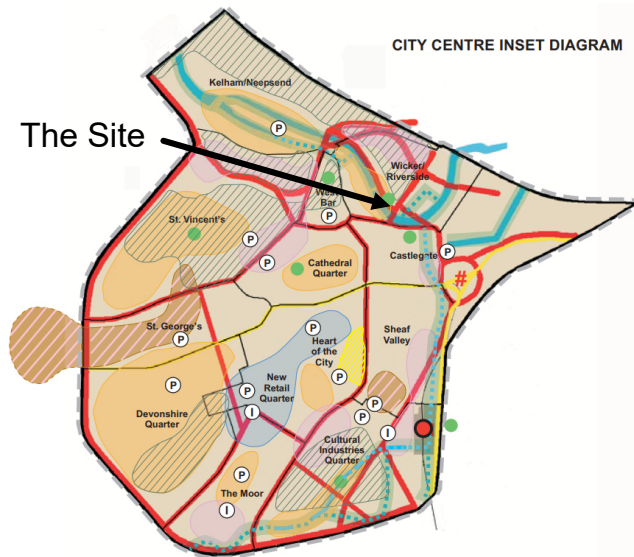 CITY CENTRE INSET DIAGRAM
Kelham/Neepsend
P
The Site
Wicker/
Riverside
West
Bar
P
St. Vincent's
P
P
Castlegate
P
Cathedral
Quarter
#
St. George's
P
P
Heart
of the
City
Sheaf
Valley
New
Retail
Quarter
P
P
P
Devonshire
Quarter
I
P
P
I
Cultural
Industries
Quarter
P
The Moor
I